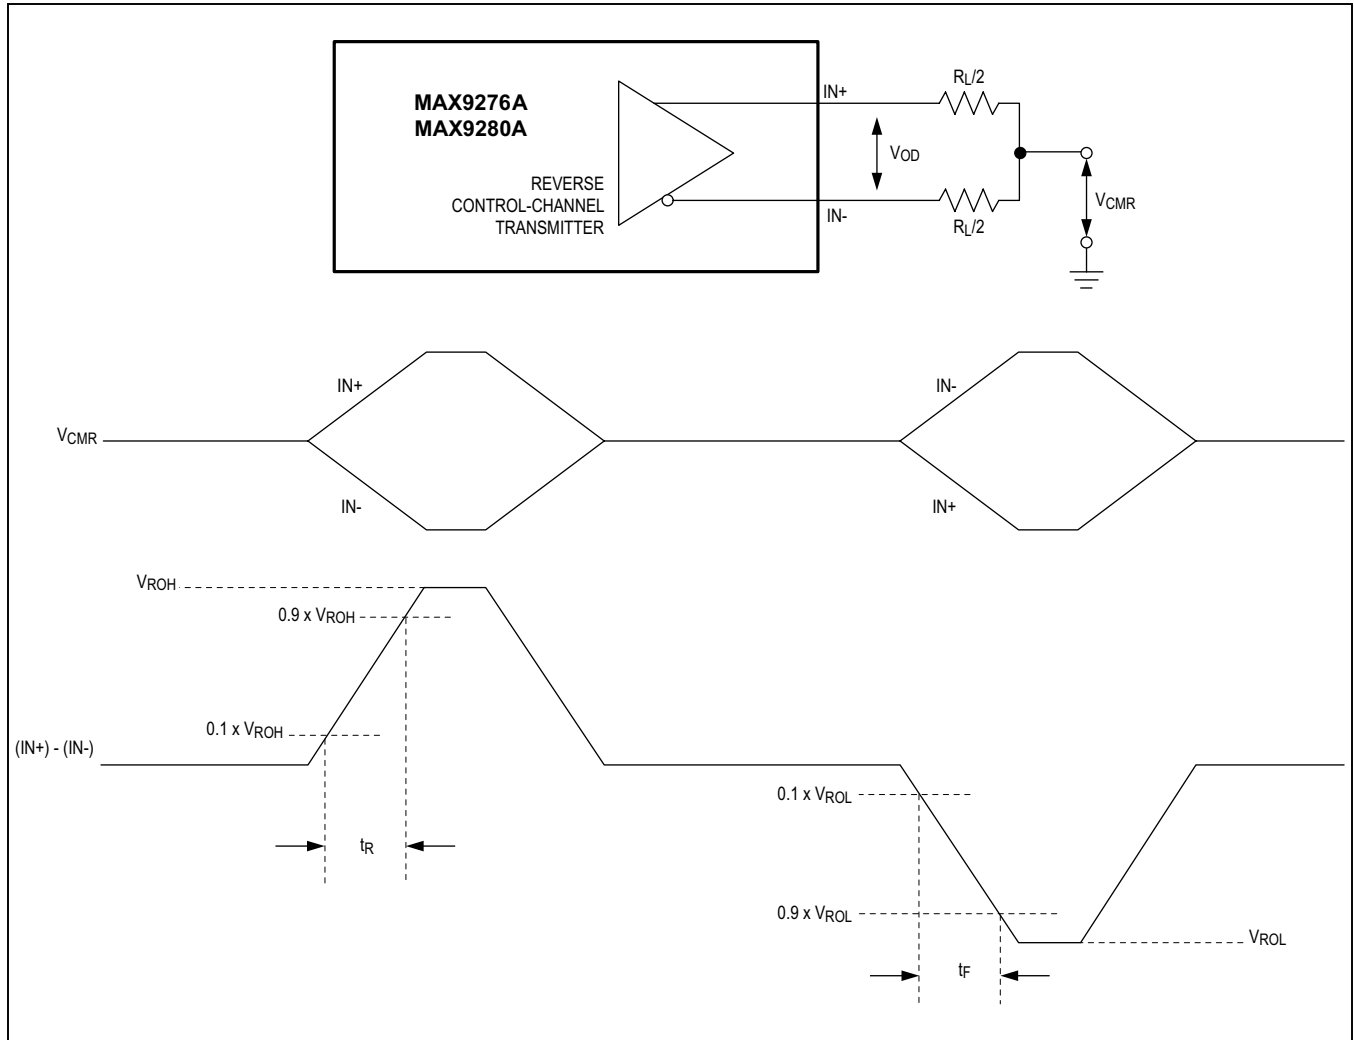 MAX9276A
MAX9280A
REVERSE
CONTROL-CHANNEL
TRANSMITTER
IN+
IN-
VOD
RL/2
RL/2
VCMR
IN+
IN-
VCMR
IN-
IN+
VROH
0.9 x VROH
0.1 x VROH
(IN+) - (IN-)
tR
0.1 x VROL
0.9 x VROL
VROL
tF